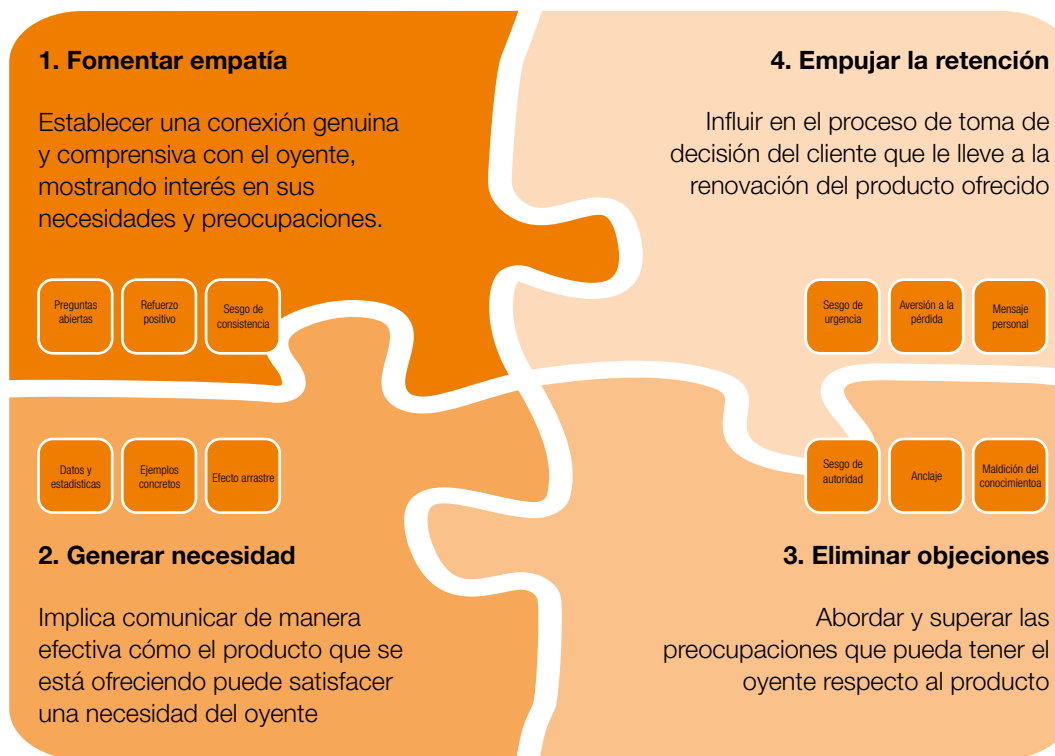 1. Fomentar empatía
Establecer una conexión genuina
y comprensiva con el oyente,
mostrando interés en sus
necesidades y preocupaciones.
Preguntas
abiertas
Refuerzo
positivo
Sesgo de
consistencia
4. Empujar la retención
Influir en el proceso de toma de
decisión del cliente que le lleve a la
renovación del producto ofrecido
Sesgo de
urgencia
Aversión a la
pérdida
Mensaje
personal
Datos y
estadísticas
Ejemplos
concretos
Efecto arrastre
2. Generar necesidad
Implica comunicar de manera
efectiva cómo el producto que se
está ofreciendo puede satisfacer
una necesidad del oyente
Sesgo de
autoridad
Anclaje
Maldición del
conocimientoa
3. Eliminar objeciones
Abordar y superar las
preocupaciones que pueda tener el
oyente respecto al producto